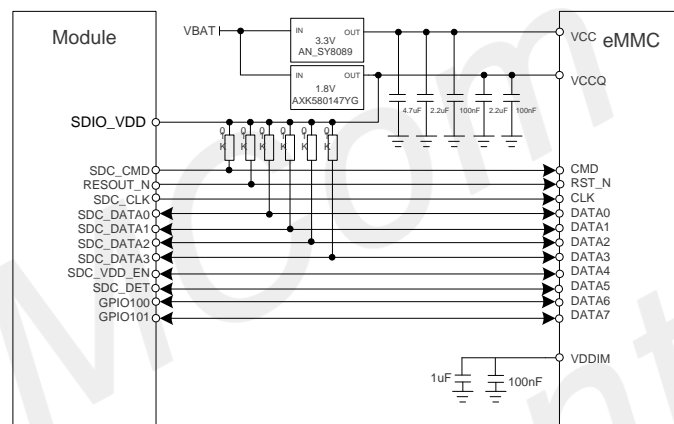 Module
VBAT
IN
OUT
3.3V
AN_SY8089
IN
OUT
1.8V
AXK580147YG
VCC
eMMC
VCCQ
4.7uF
2.2uF
100nF
2.2uF
100nF
SDIO_VDD
SDC_CMD
RESOUT_N
SDC_CLK
SDC_DATA0
SDC_DATA1
SDC_DATA2
SDC_DATA3
SDC_VDD_EN
SDC_DET
GPIO100
GPIO101
CMD
RST_N
CLK
DATA0
DATA1
DATA2
DATA3
DATA4
DATA5
DATA6
DATA7
VDDIM
1uF
100nF